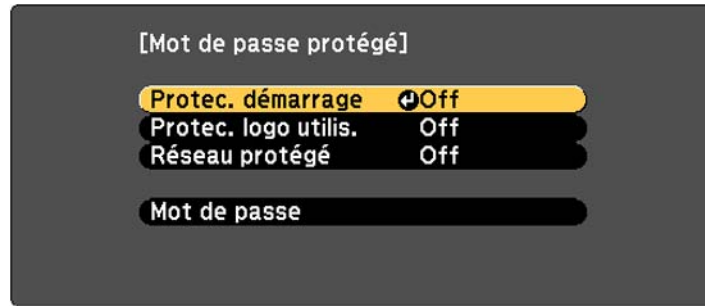 [Mot de passe protégé]
Protec. démarrage Off
Protec. logo utilis. Off
Réseau protégé Off
Mot de passe